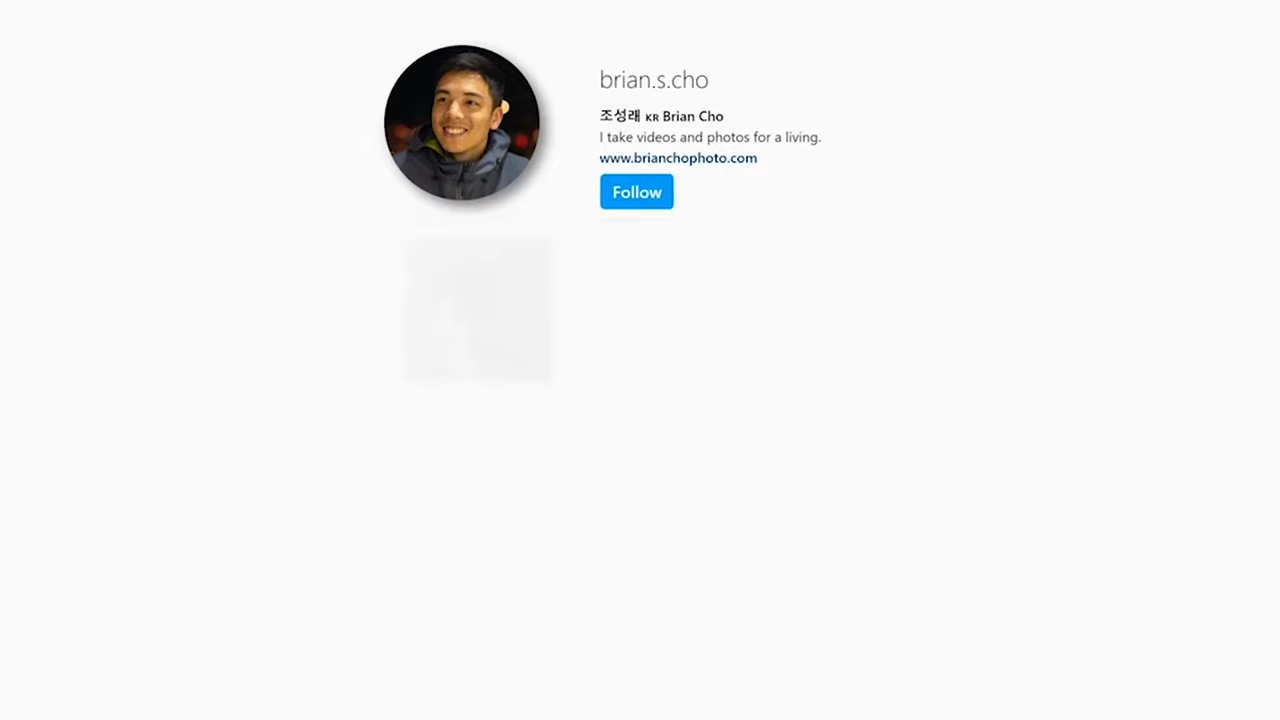 brian.s.cho
조성래 KR Brian Cho
I take videos and photos for a living.
www.brianchophoto.com
Follow